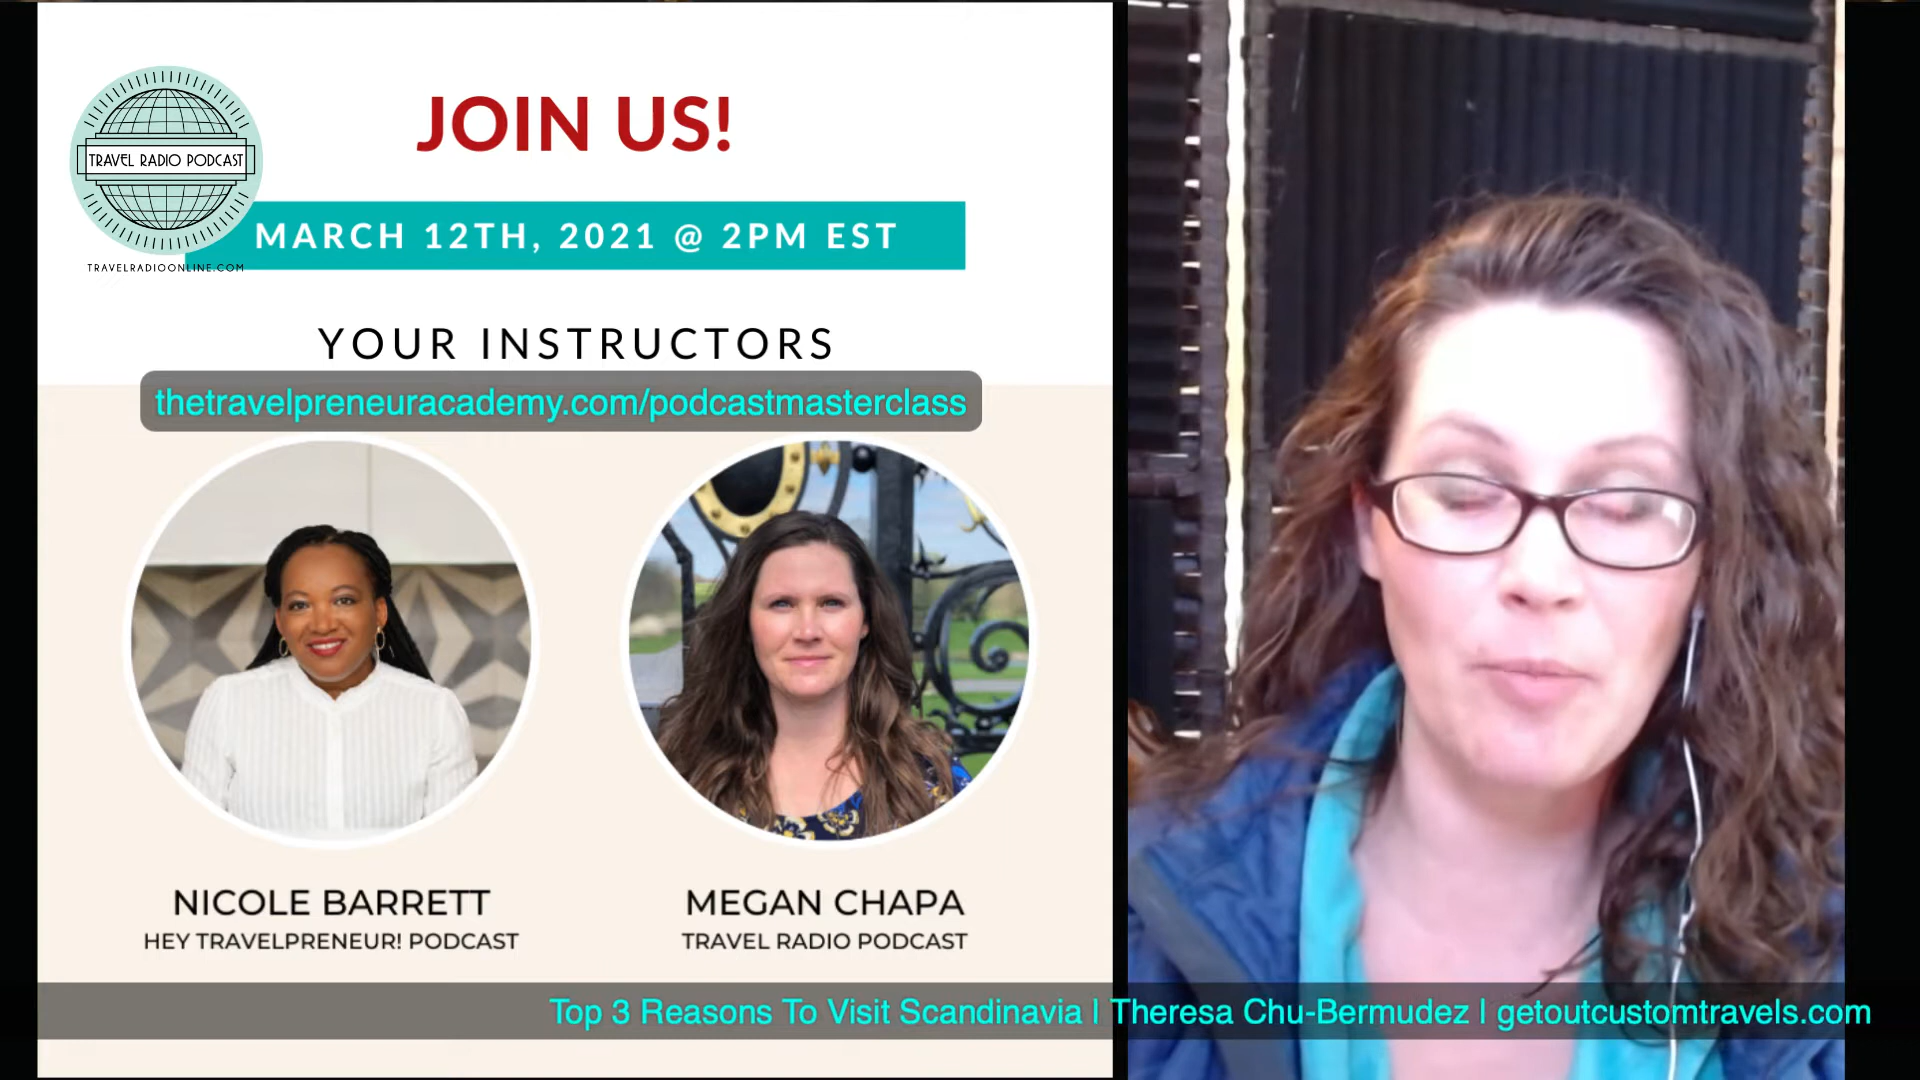 JOIN US!
TRAVEL RADIO PODCAST
MARCH 12TH, 2021 @ 2PM EST
TRAVELRADIOONLINE.COM
YOUR INSTRUCTORS
thetravelpreneuracademy.com/podcastmasterclass
NICOLE BARRETT
HEY TRAVELPRENEUR! PODCAST
MEGAN CHAPA
TRAVEL RADIO PODCAST
Top 3 Reasons To Visit Scandinavia | Theresa Chu-Bermudez | getoutcustomtravels.com